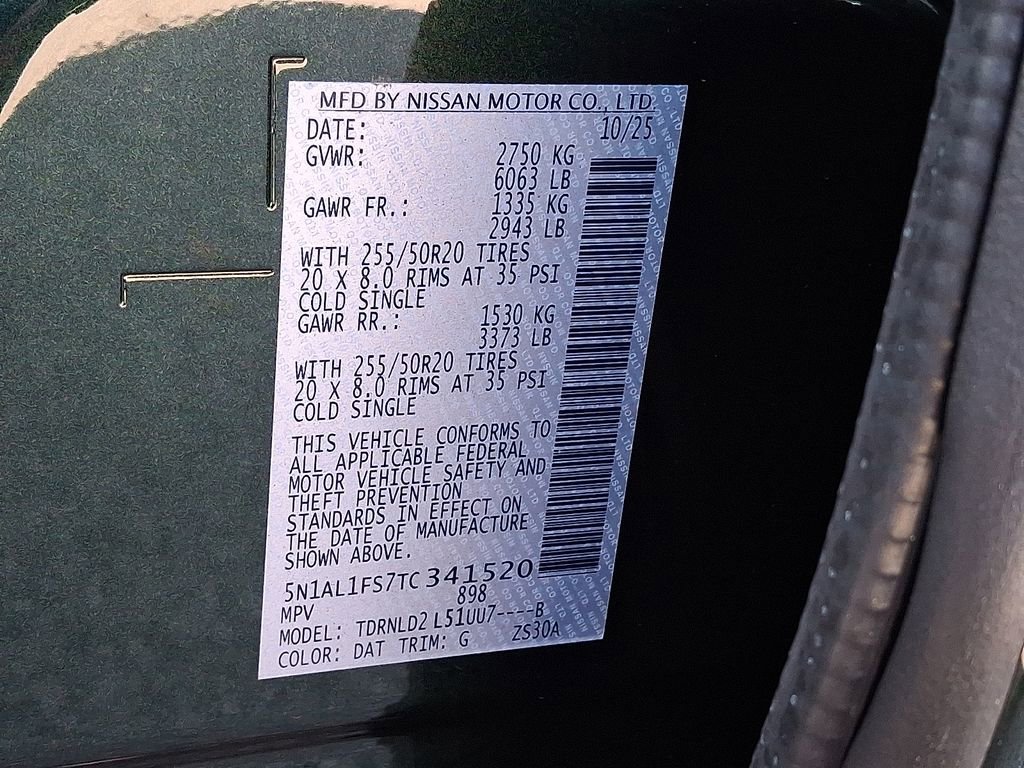 MFD BY NISSAN MOTOR CO., LTD.
DATE: 10/25
GVWR: 2750 KG
6063 LB
GAWR FR.: 1335 KG
2943 LB
WITH 255/50R20 TIRES
20 X 8.0 RIMS AT 35 PSI
COLD SINGLE
GAWR RR.: 1530 KG
3373 LB
WITH 255/50R20 TIRES
20 X 8.0 RIMS AT 35 PSI
COLD SINGLE
THIS VEHICLE CONFORMS TO
ALL APPLICABLE FEDERAL
MOTOR VEHICLE SAFETY AND
THEFT PREVENTION
STANDARDS IN EFFECT ON
THE DATE OF MANUFACTURE
SHOWN ABOVE.
5N1AL1FS7TC341520
MPV 898
MODEL: TDRNLD2 L51UU7----B
COLOR: DAT TRIM: G ZS30A